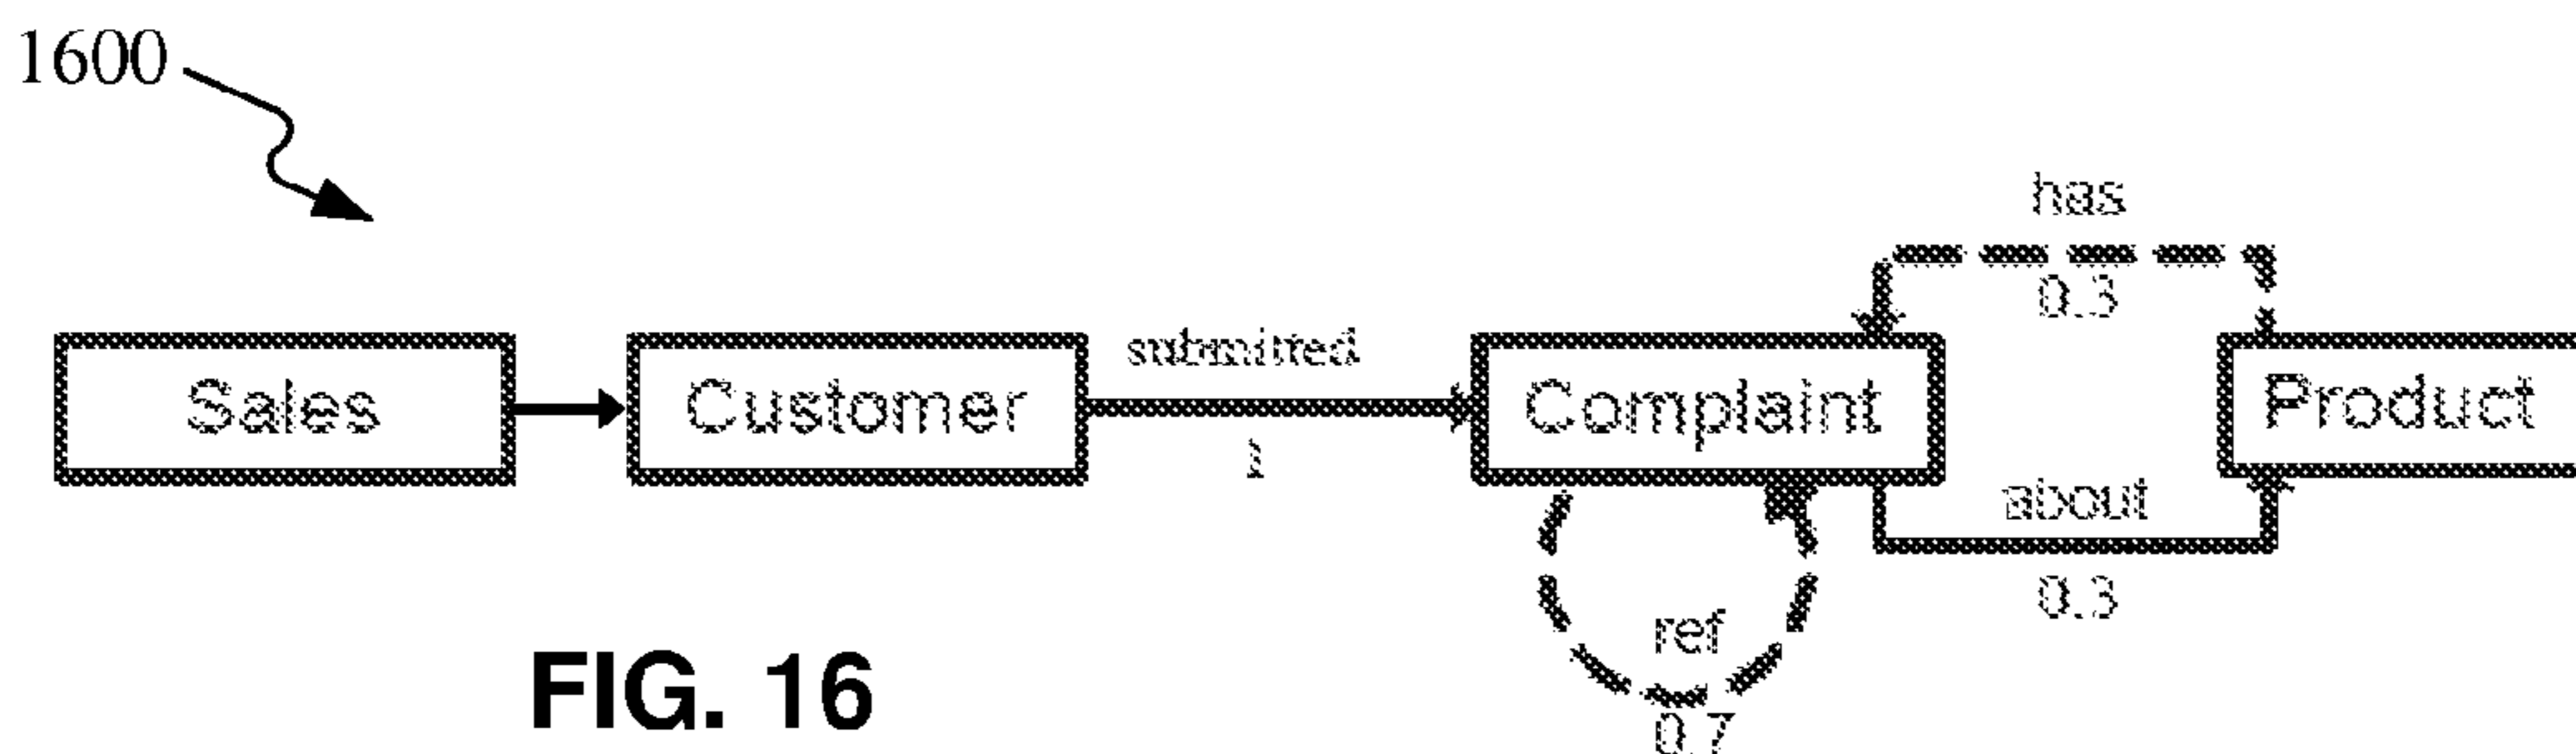 1600
has
0.3
submitted
Sales
Customer
Complaint
Product
1
about
0.3
ref
0.7
FIG. 16